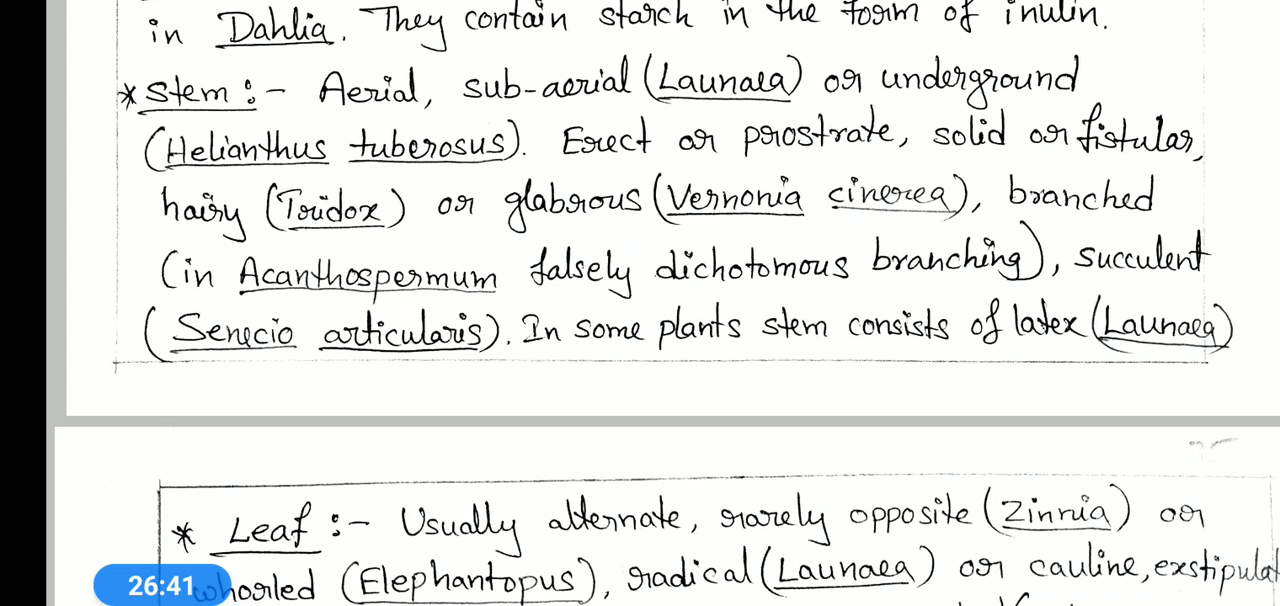 in Dahlia. They contain starch in the form of inulin.
* Stem :- Aerial, sub-aerial (Launaea) or underground
(Helianthus tuberosus). Erect or prostrate, solid or fistular,
hairy (Tridox) or glabrous (Vernonia cinerea), branched
(in Acanthospermum falsely dichotomous branching), succulent
(Senecio articularis). In some plants stem consists of latex (Launaea)
* Leaf :- Usually alternate, rarely opposite (Zinnia) or
26:41 whorled (Elephantopus), radical (Launaea) or cauline, exstipulat